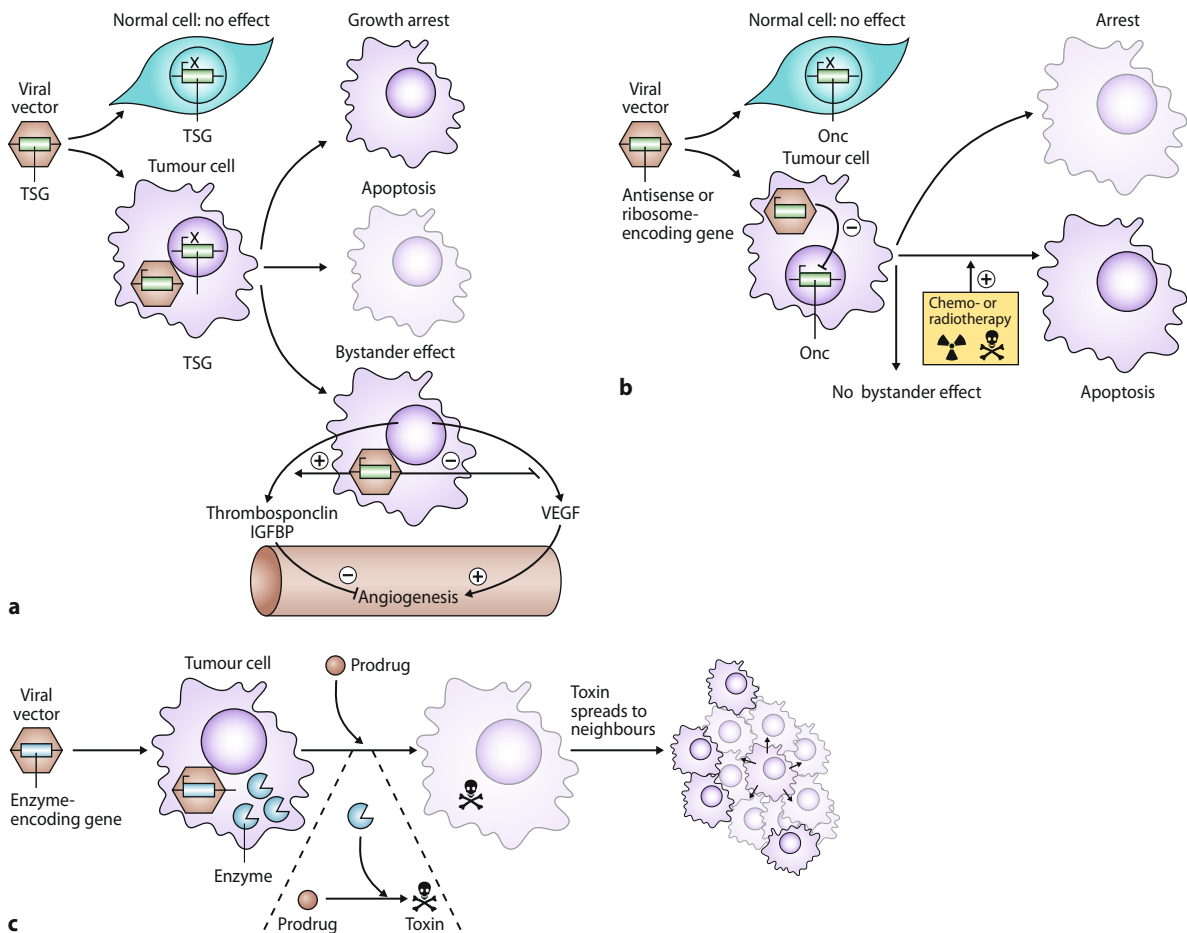 Normal cell: no effect
Growth arrest
Viral
vector
X
TSG
TSG
Tumour cell
X
Apoptosis
TSG
Bystander effect
+
−
Thrombosponclin
IGFBP
VEGF
−
+
Angiogenesis
a
Normal cell: no effect
Arrest
Viral
vector
X
Onc
Antisense or
ribosome-
encoding gene
Tumour cell
−
+
Chemo- or
radiotherapy
Onc
No bystander effect
Apoptosis
b
Tumour cell
Prodrug
Viral
vector
Toxin
spreads to
neighbours
Enzyme-
encoding gene
Enzyme
Prodrug
Toxin
c